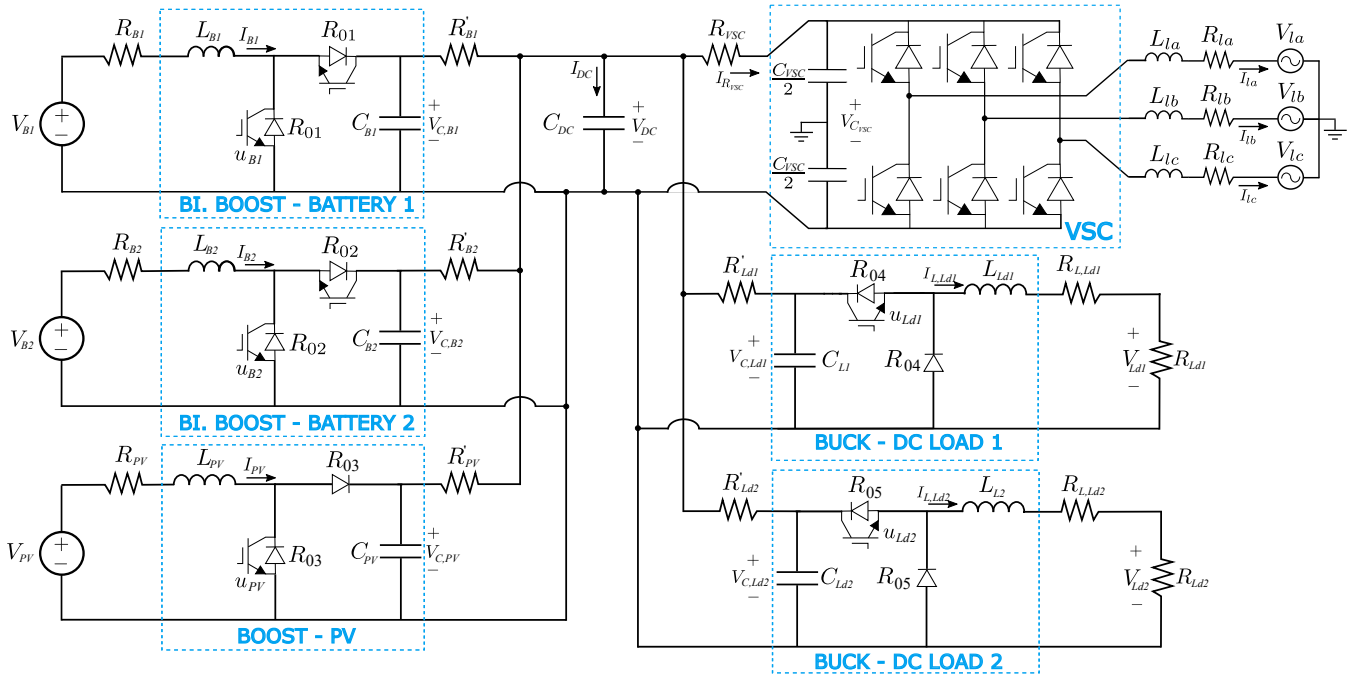 R_B1 L_B1 I_B1 R_01 R'_B1
V_B1 + − u_B1 R_01 C_B1 + V_C,B1 −
BI. BOOST - BATTERY 1
I_DC C_DC + V_DC −
R_VSC I_R_VSC
C_VSC/2 + V_C_VSC − C_VSC/2
VSC
L_la R_la I_la V_la
L_lb R_lb I_lb V_lb
L_lc R_lc I_lc V_lc
R_B2 L_B2 I_B2 R_02 R'_B2
V_B2 + − u_B2 R_02 C_B2 + V_C,B2 −
BI. BOOST - BATTERY 2
R'_Ld1 R_04 u_Ld1 I_L,Ld1 L_Ld1 R_L,Ld1
+ V_C,Ld1 − C_L1 R_04 + V_Ld1 − R_Ld1
BUCK - DC LOAD 1
R_PV L_PV I_PV R_03 R'_PV
V_PV + − u_PV R_03 C_PV + V_C,PV −
BOOST - PV
R'_Ld2 R_05 u_Ld2 I_L,Ld2 L_L2 R_L,Ld2
+ V_C,Ld2 − C_Ld2 R_05 + V_Ld2 − R_Ld2
BUCK - DC LOAD 2